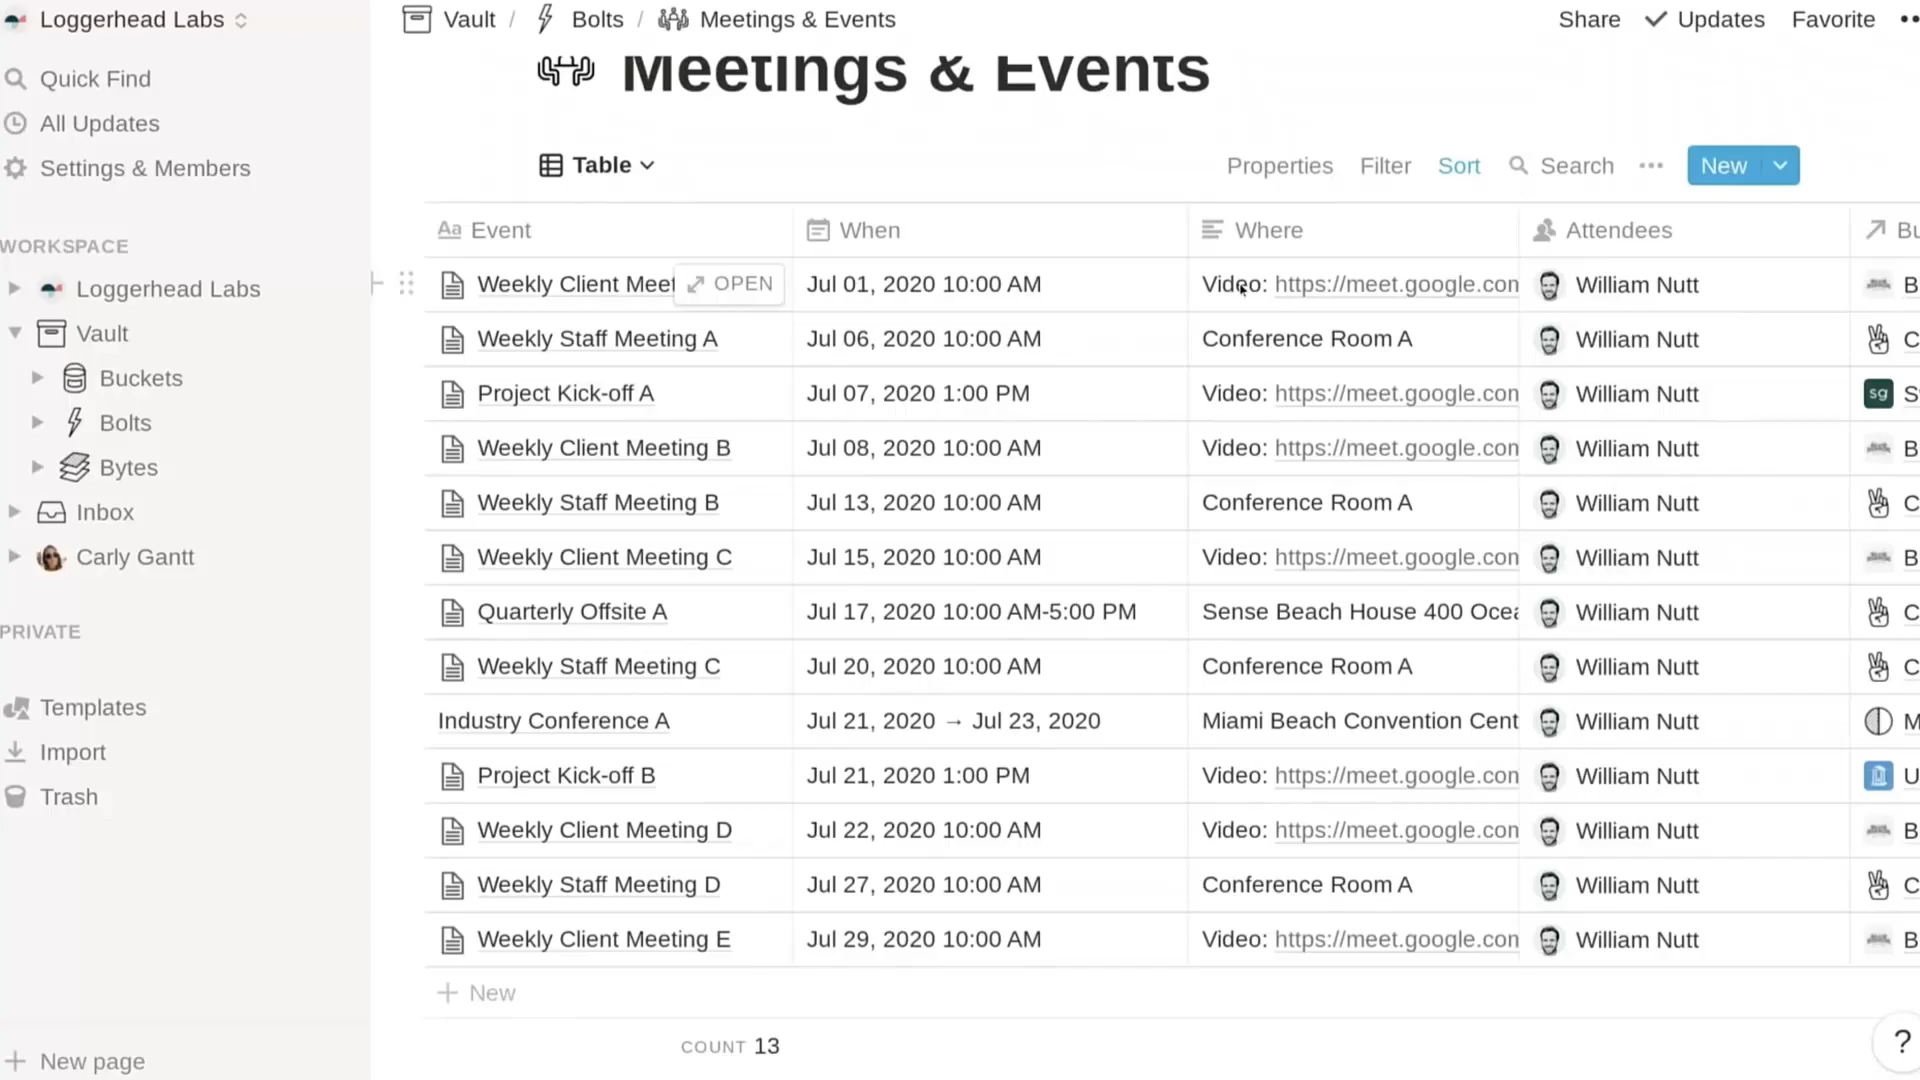 Loggerhead Labs
Vault / Bolts / Meetings & Events
Share Updates Favorite
Quick Find
All Updates
Settings & Members
WORKSPACE
Loggerhead Labs
Vault
Buckets
Bolts
Bytes
Inbox
Carly Gantt
PRIVATE
Templates
Import
Trash
New page
Meetings & Events
Table
Properties Filter Sort Search New
Aa Event When Where Attendees Bu
Weekly Client Meet OPEN Jul 01, 2020 10:00 AM Video: https://meet.google.con William Nutt B
Weekly Staff Meeting A Jul 06, 2020 10:00 AM Conference Room A William Nutt C
Project Kick-off A Jul 07, 2020 1:00 PM Video: https://meet.google.con William Nutt sg S
Weekly Client Meeting B Jul 08, 2020 10:00 AM Video: https://meet.google.con William Nutt B
Weekly Staff Meeting B Jul 13, 2020 10:00 AM Conference Room A William Nutt C
Weekly Client Meeting C Jul 15, 2020 10:00 AM Video: https://meet.google.con William Nutt B
Quarterly Offsite A Jul 17, 2020 10:00 AM-5:00 PM Sense Beach House 400 Ocea William Nutt C
Weekly Staff Meeting C Jul 20, 2020 10:00 AM Conference Room A William Nutt C
Industry Conference A Jul 21, 2020 → Jul 23, 2020 Miami Beach Convention Cent William Nutt M
Project Kick-off B Jul 21, 2020 1:00 PM Video: https://meet.google.con William Nutt U
Weekly Client Meeting D Jul 22, 2020 10:00 AM Video: https://meet.google.con William Nutt B
Weekly Staff Meeting D Jul 27, 2020 10:00 AM Conference Room A William Nutt C
Weekly Client Meeting E Jul 29, 2020 10:00 AM Video: https://meet.google.con William Nutt B
New
COUNT 13
?